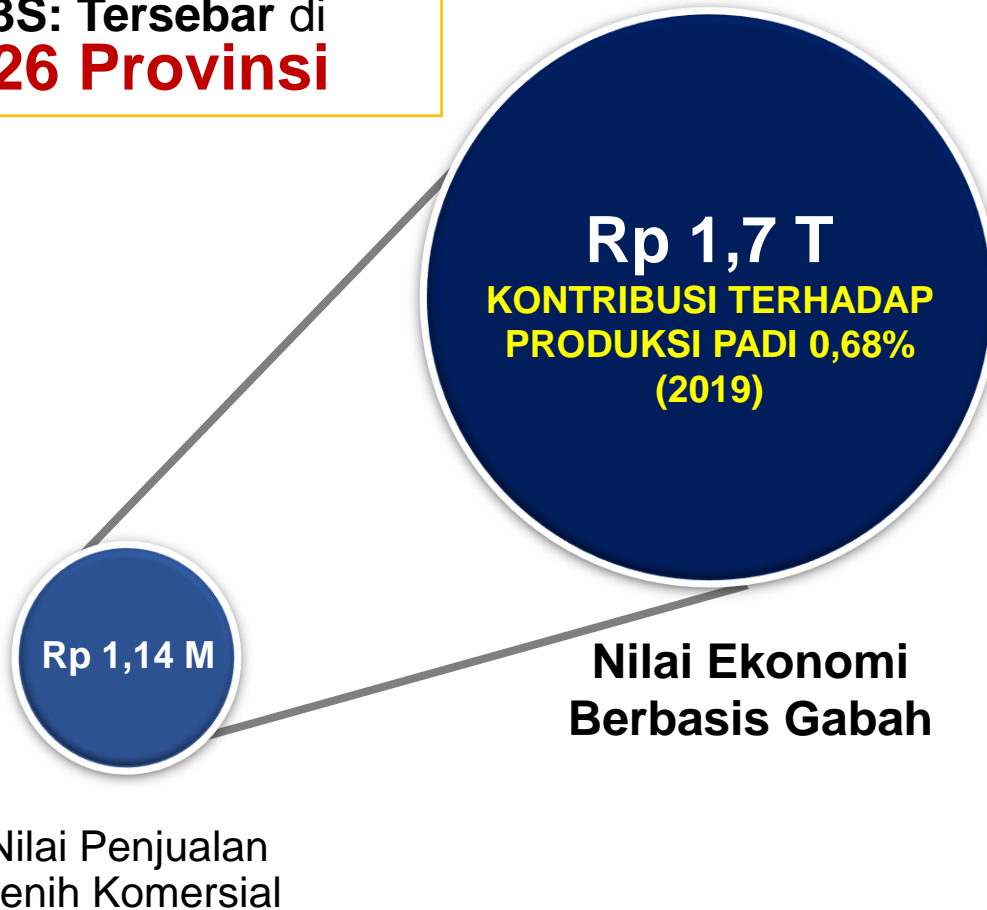 3S: Tersebar di
26 Provinsi
Rp 1,7 T
KONTRIBUSI TERHADAP
PRODUKSI PADI 0,68%
(2019)
Rp 1,14 M
Nilai Ekonomi
Berbasis Gabah
Nilai Penjualan
enih Komersial